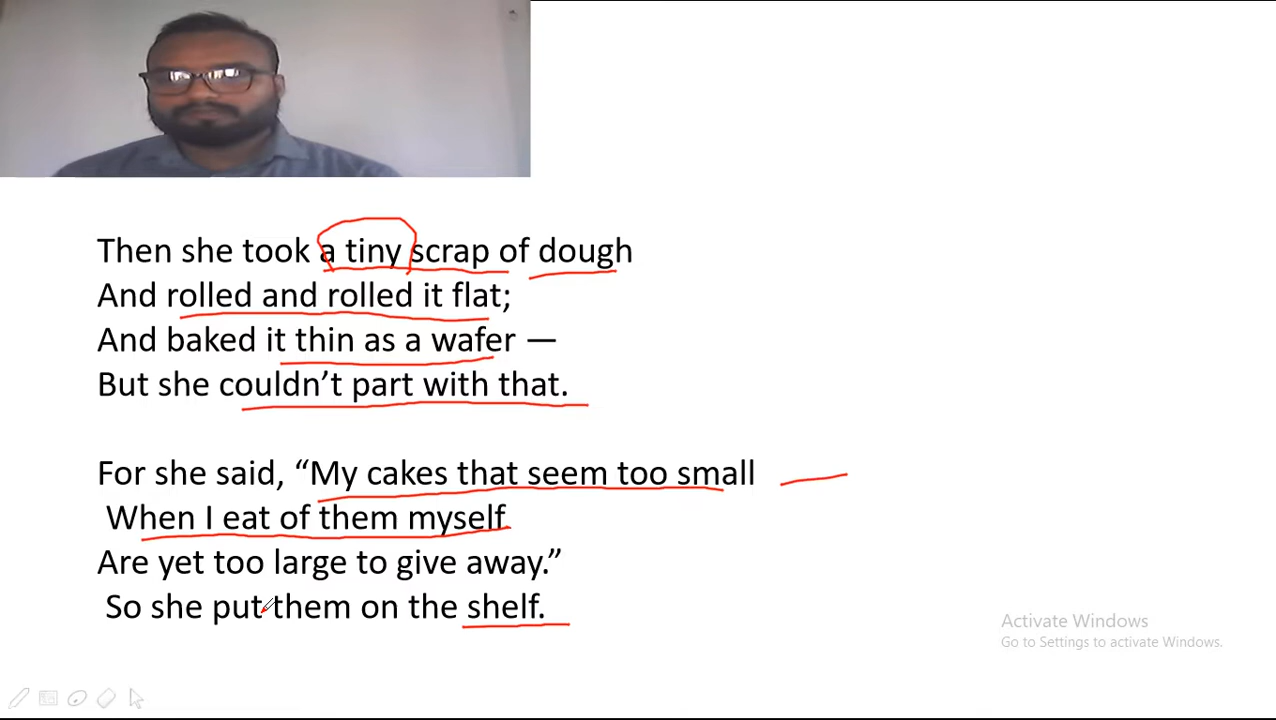 Then she took a tiny scrap of dough
And rolled and rolled it flat;
And baked it thin as a wafer —
But she couldn’t part with that.
For she said, “My cakes that seem too small
When I eat of them myself
Are yet too large to give away.”
So she put them on the shelf.
Activate Windows
Go to Settings to activate Windows.